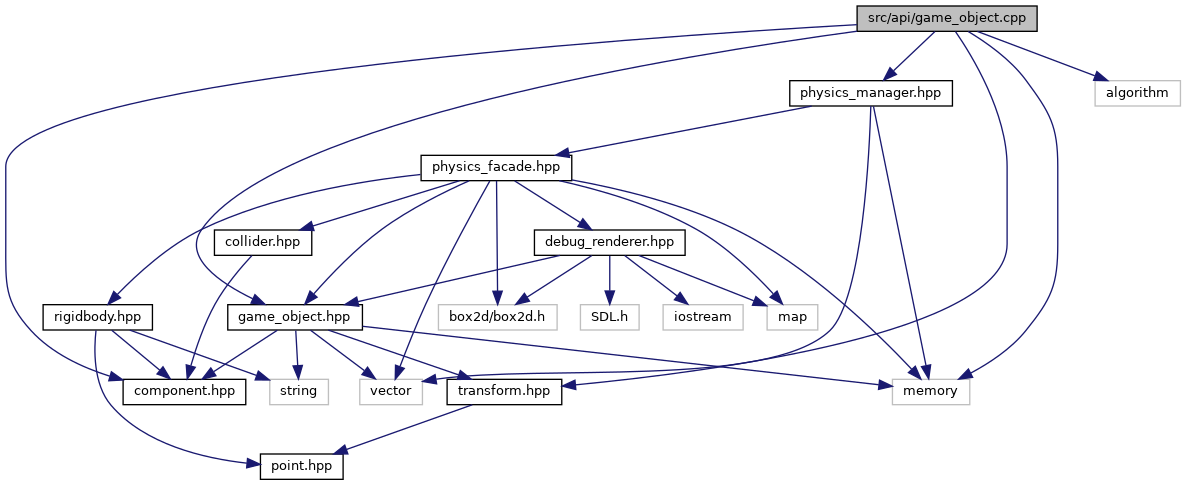 src/api/game_object.cpp
physics_manager.hpp
algorithm
physics_facade.hpp
collider.hpp
debug_renderer.hpp
rigidbody.hpp
game_object.hpp
box2d/box2d.h
SDL.h
iostream
map
component.hpp
string
vector
transform.hpp
memory
point.hpp